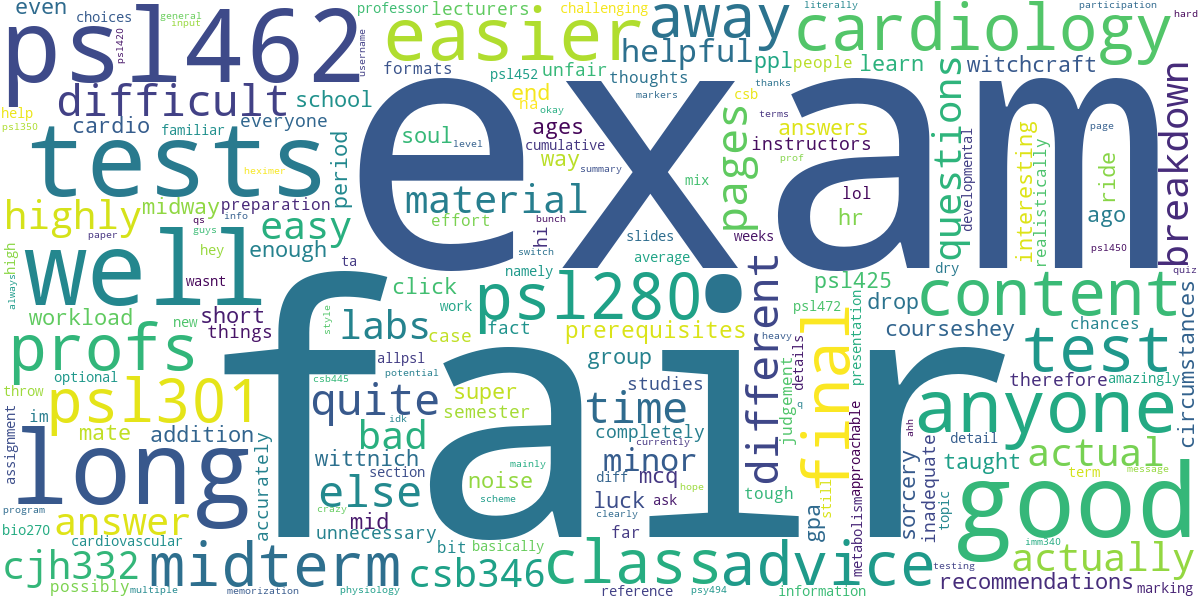 even
choices
general
input
professor
lecturers
challenging
away
literally
participation
hard
psl462
psl420
username
easier
helpful
cardiology
formats
psl452
unfair
thoughts
ppl
people
learn
witchcraft
difficult
school
end
na
okay
markers
csb
thanks
help
psl350
cardio
familiar
everyone
soul
level
ages
cumulative
terms
answers
instructors
questions
developmental
page
breakdown
tests
period
exam
way
summary
pages
prof
interesting
realistically
ride
heximer
material
mix
lol
highly
midway
preparation
effort
hi
bunch
hr
ago
qs
info
guys
paper
hey
easy
slides
weeks
psl450
well
enough
switch
average
quiz
always
high
wasnt
ta
namely
different
dry
click
work
psl280
psl425
content
workload
new
short
things
style
labs
case
fact
prerequisites
psl472
drop
courseshey
chances
circumstances
profs
allpsl
potential
group
heavy
details
presentation
test
optional
csb445
super
studies
final
therefore
amazingly
throw
psl301
im
quite
semester
time
q
judgement
fair
anyone
mate
addition
idk
completely
currently
detail
assignment
long
accurately
bad
wittnich
section
minor
approachable
ahh
taught
actual
else
mainly
noise
diff
mcq
tough
still
metabolism
sorcery
inadequate
topic
term
message
program
answer
mid
crazy
scheme
luck
ask
hope
gpa
good
bio270
cardiovascular
unnecessary
clearly
far
imm340
cjh332
midterm
bit
basically
class
advice
testing
actually
possibly
multiple
memorization
physiology
csb346
reference
psy494
information
recommendations
marking